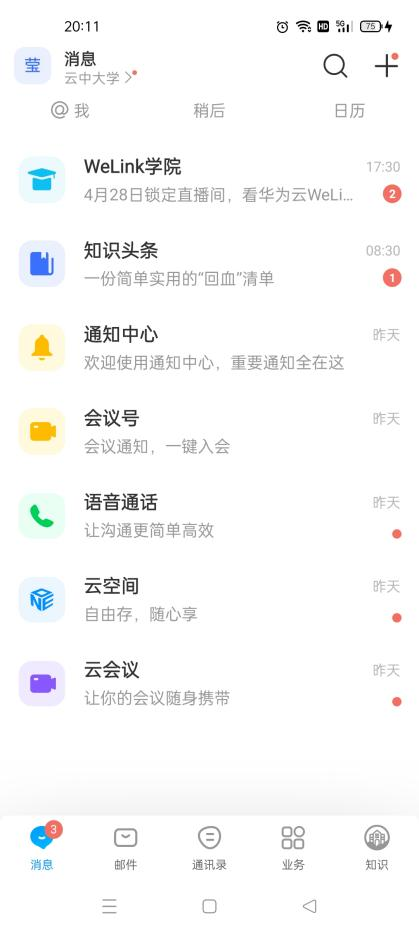 20:11
HD
5G
75
莹
消息
云中大学
@ 我
稍后
日历
WeLink学院
17:30
4月28日锁定直播间，看华为云WeLi...
2
知识头条
08:30
一份简单实用的“回血”清单
1
通知中心
昨天
欢迎使用通知中心，重要通知全在这
会议号
昨天
会议通知，一键入会
语音通话
昨天
让沟通更简单高效
云空间
昨天
自由存，随心享
云会议
昨天
让你的会议随身携带
3
消息
邮件
通讯录
业务
知识